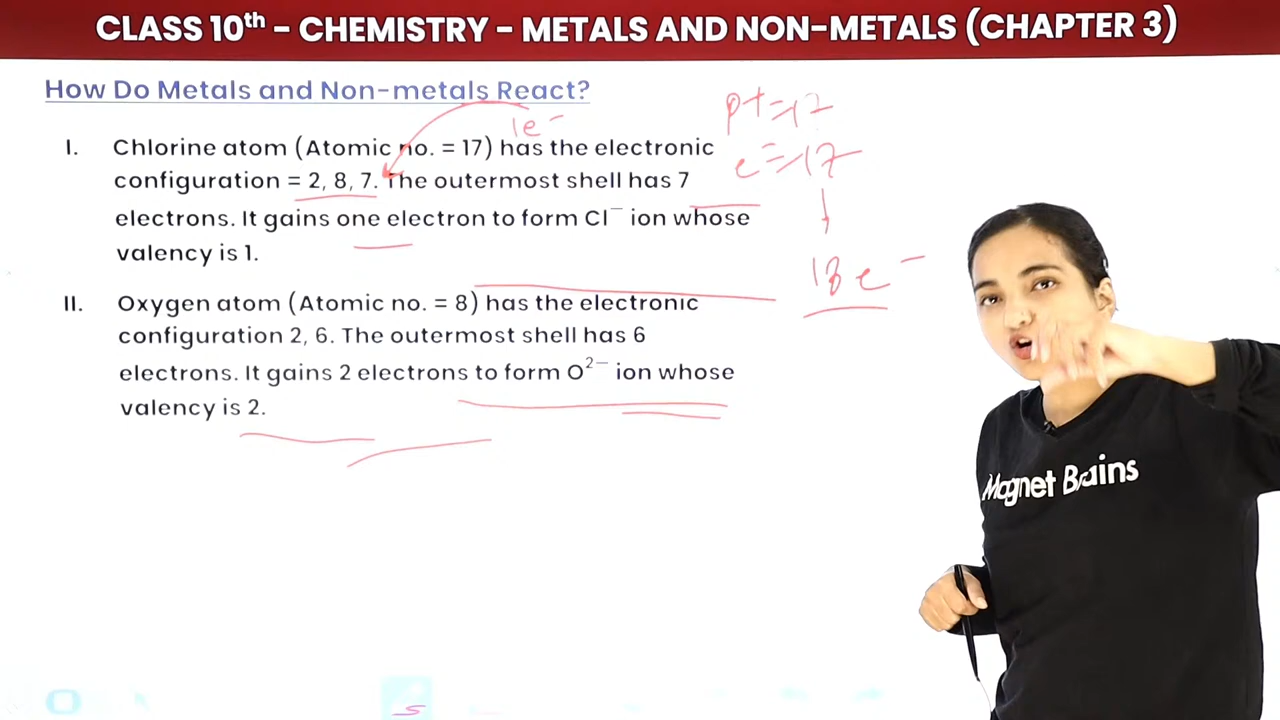 CLASS 10th - CHEMISTRY - METALS AND NON-METALS (CHAPTER 3)
How Do Metals and Non-metals React?
I. Chlorine atom (Atomic no. = 17) has the electronic
configuration = 2, 8, 7. The outermost shell has 7
electrons. It gains one electron to form Cl⁻ ion whose
valency is 1.
II. Oxygen atom (Atomic no. = 8) has the electronic
configuration 2, 6. The outermost shell has 6
electrons. It gains 2 electrons to form O²⁻ ion whose
valency is 2.
1e⁻
p+ = 17
e⁻ = 17
18 e⁻
Magnet Brains